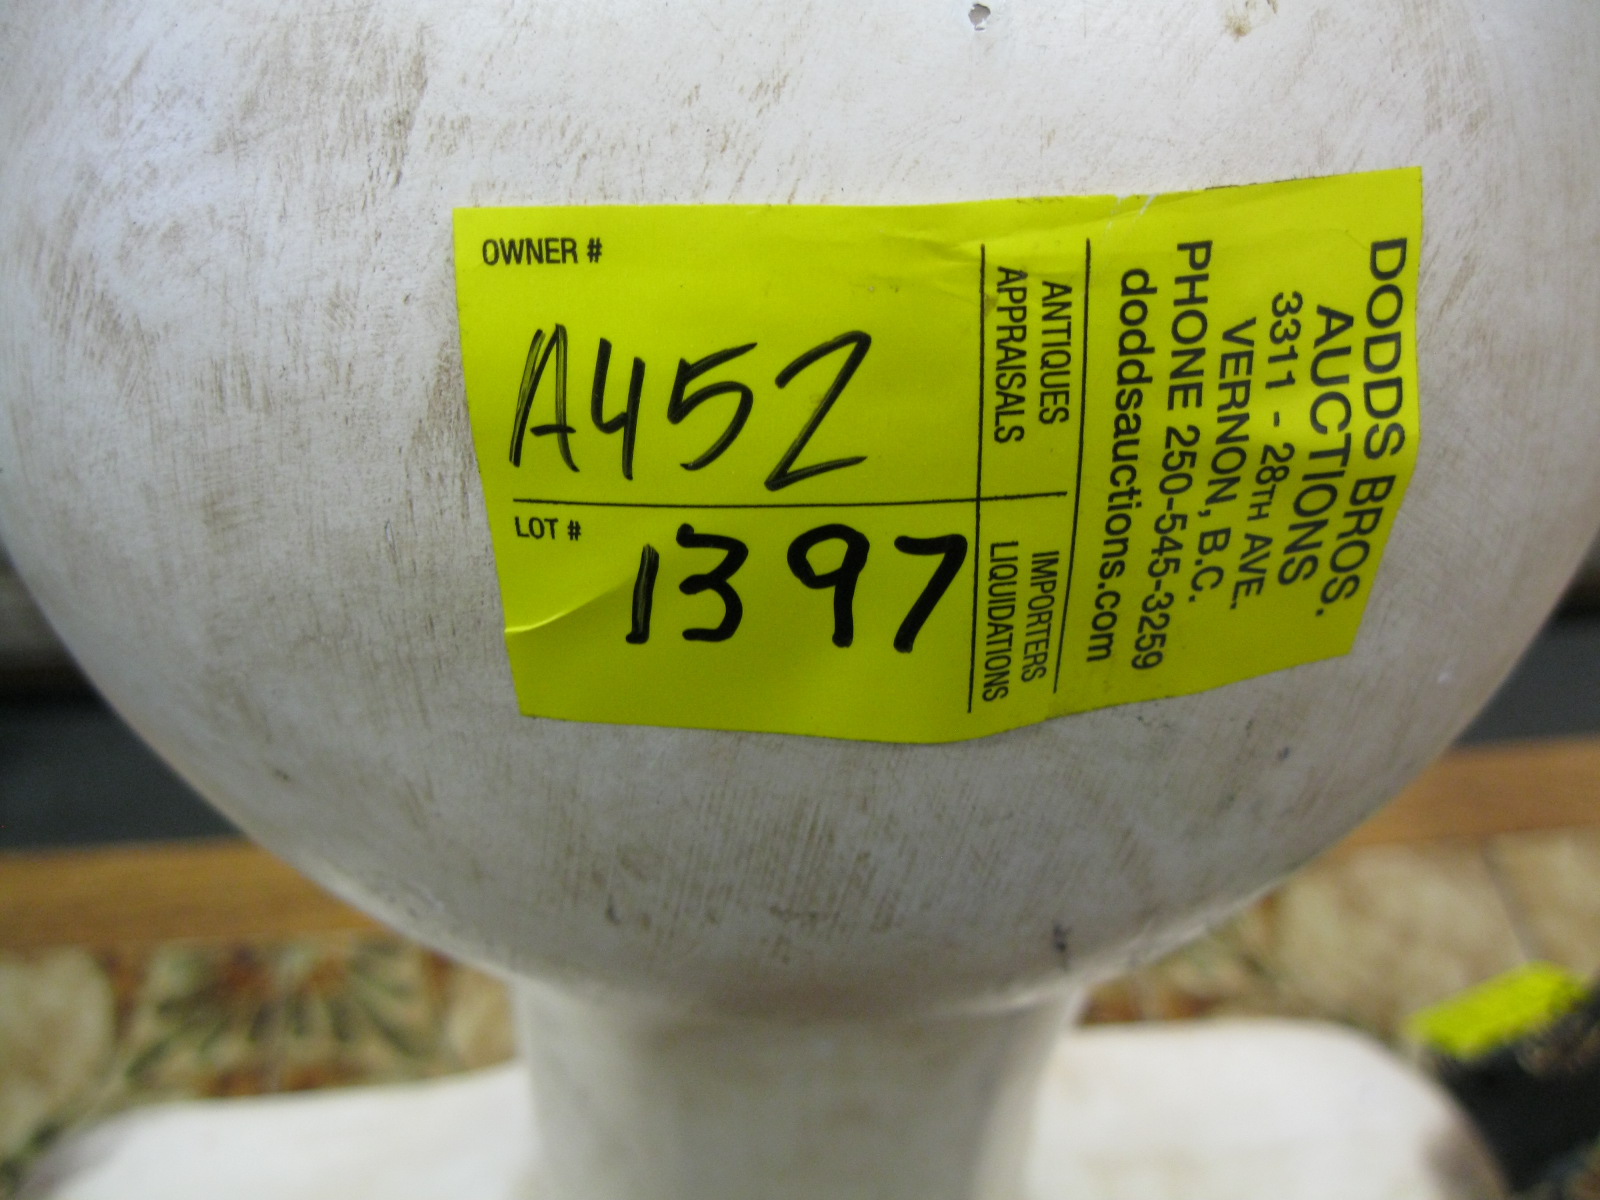 OWNER #
A452
LOT #
1397
ANTIQUES
APPRAISALS
IMPORTERS
LIQUIDATIONS
DODDS BROS.
AUCTIONS
3311 - 28TH AVE.
VERNON, B.C.
PHONE 250-545-3259
doddsauctions.com